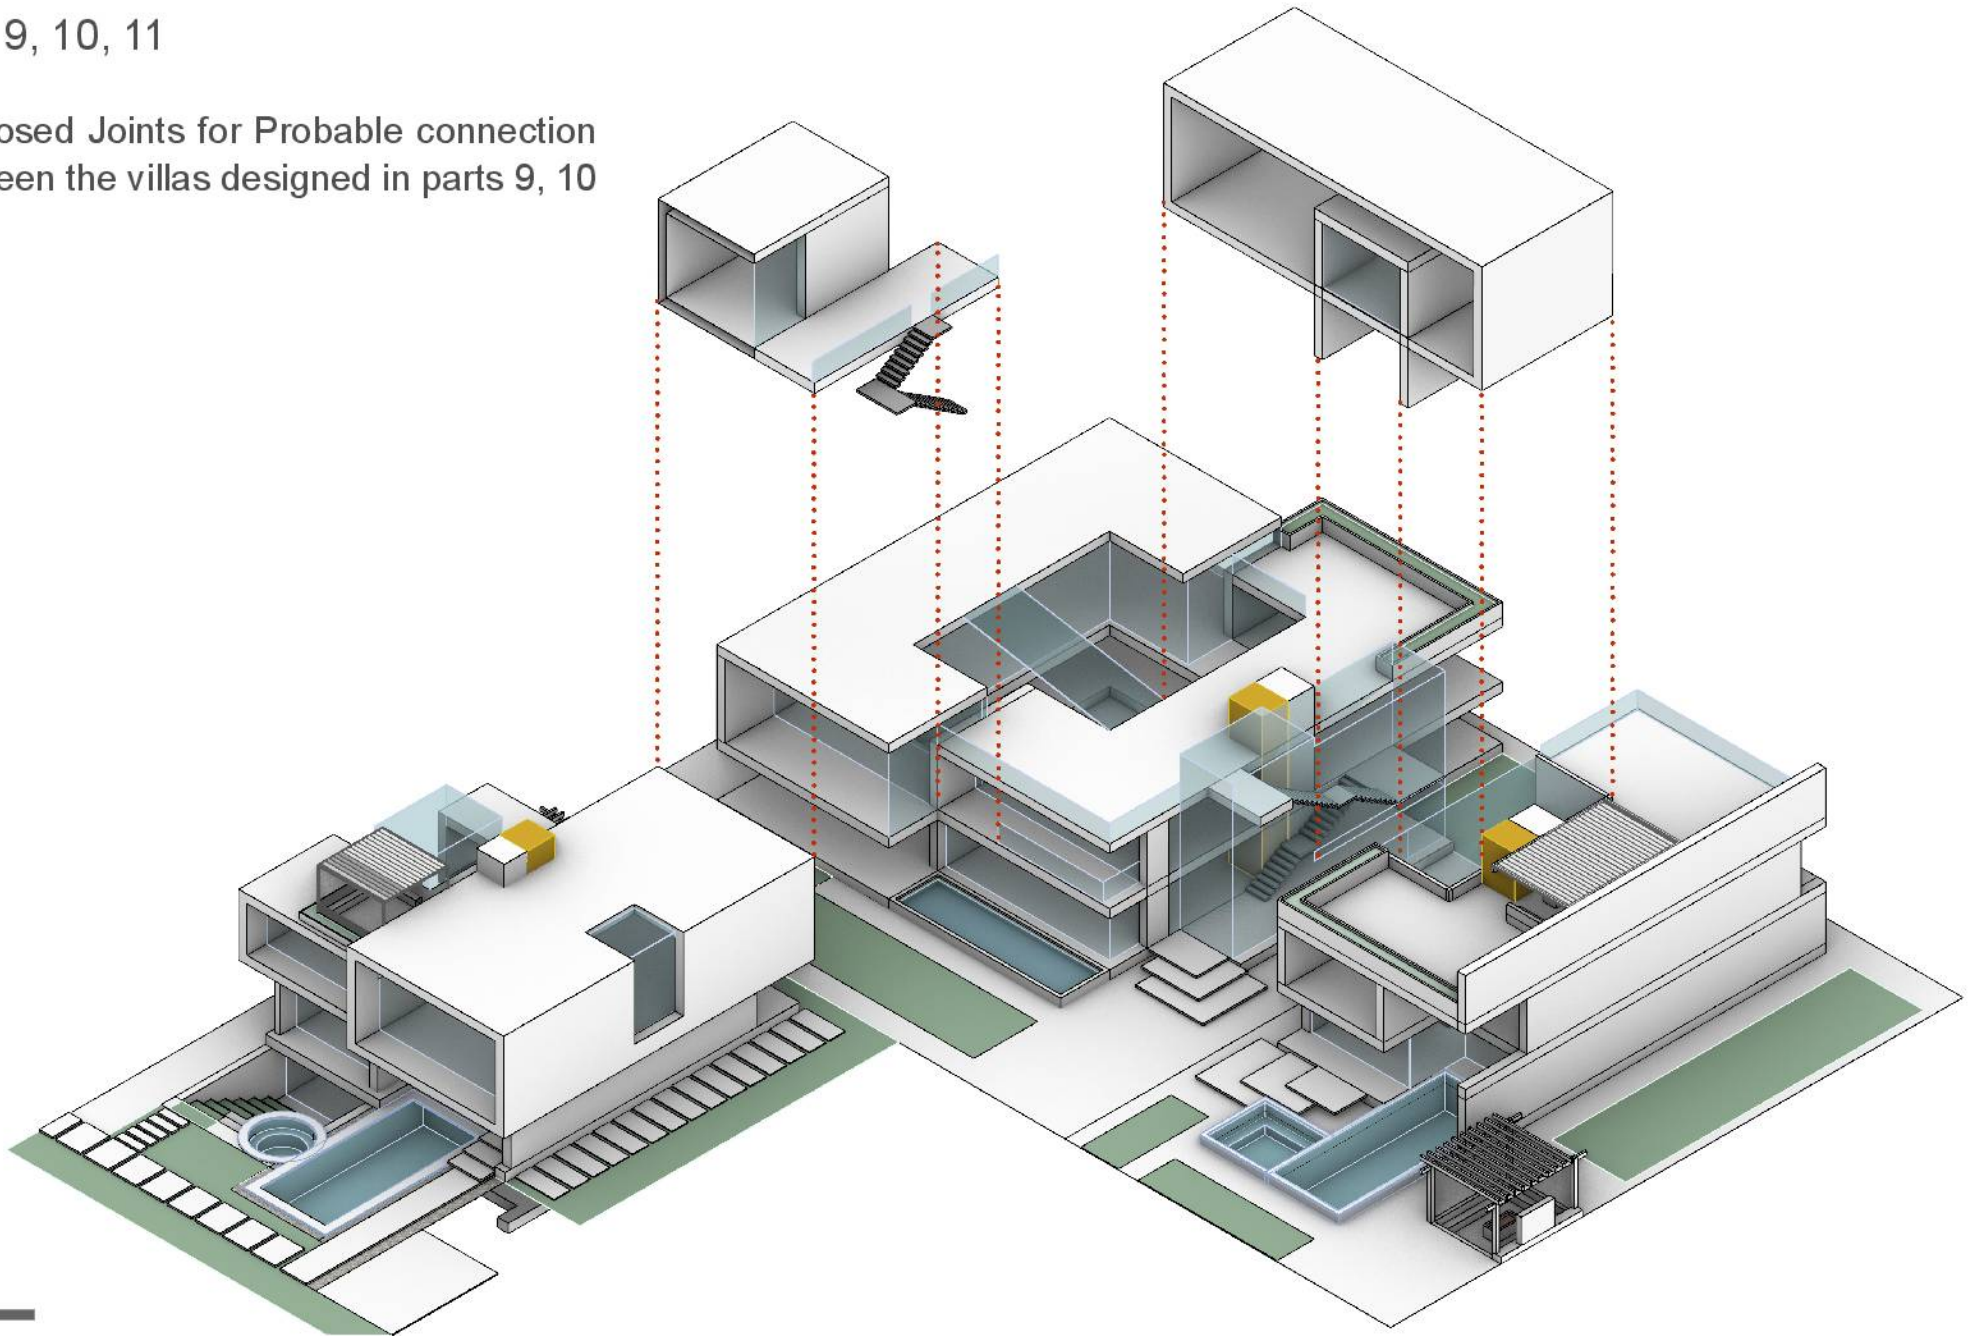 9, 10, 11
osed Joints for Probable connection
een the villas designed in parts 9, 10